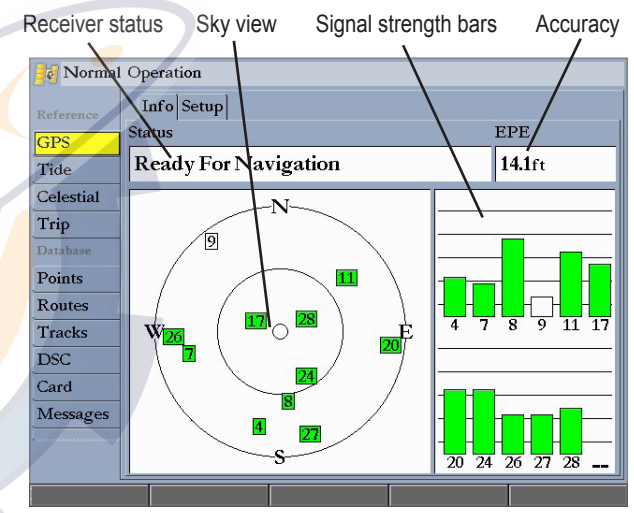 Receiver status Sky view Signal strength bars Accuracy
Normal Operation
Reference
GPS
Tide
Celestial
Trip
Database
Points
Routes
Tracks
DSC
Card
Messages
Info Setup
Status
Ready For Navigation
EPE
14.1ft
N
9
11
17 28
W 26 7 20 E
24
8
4 27
S
4 7 8 9 11 17
20 24 26 27 28 --